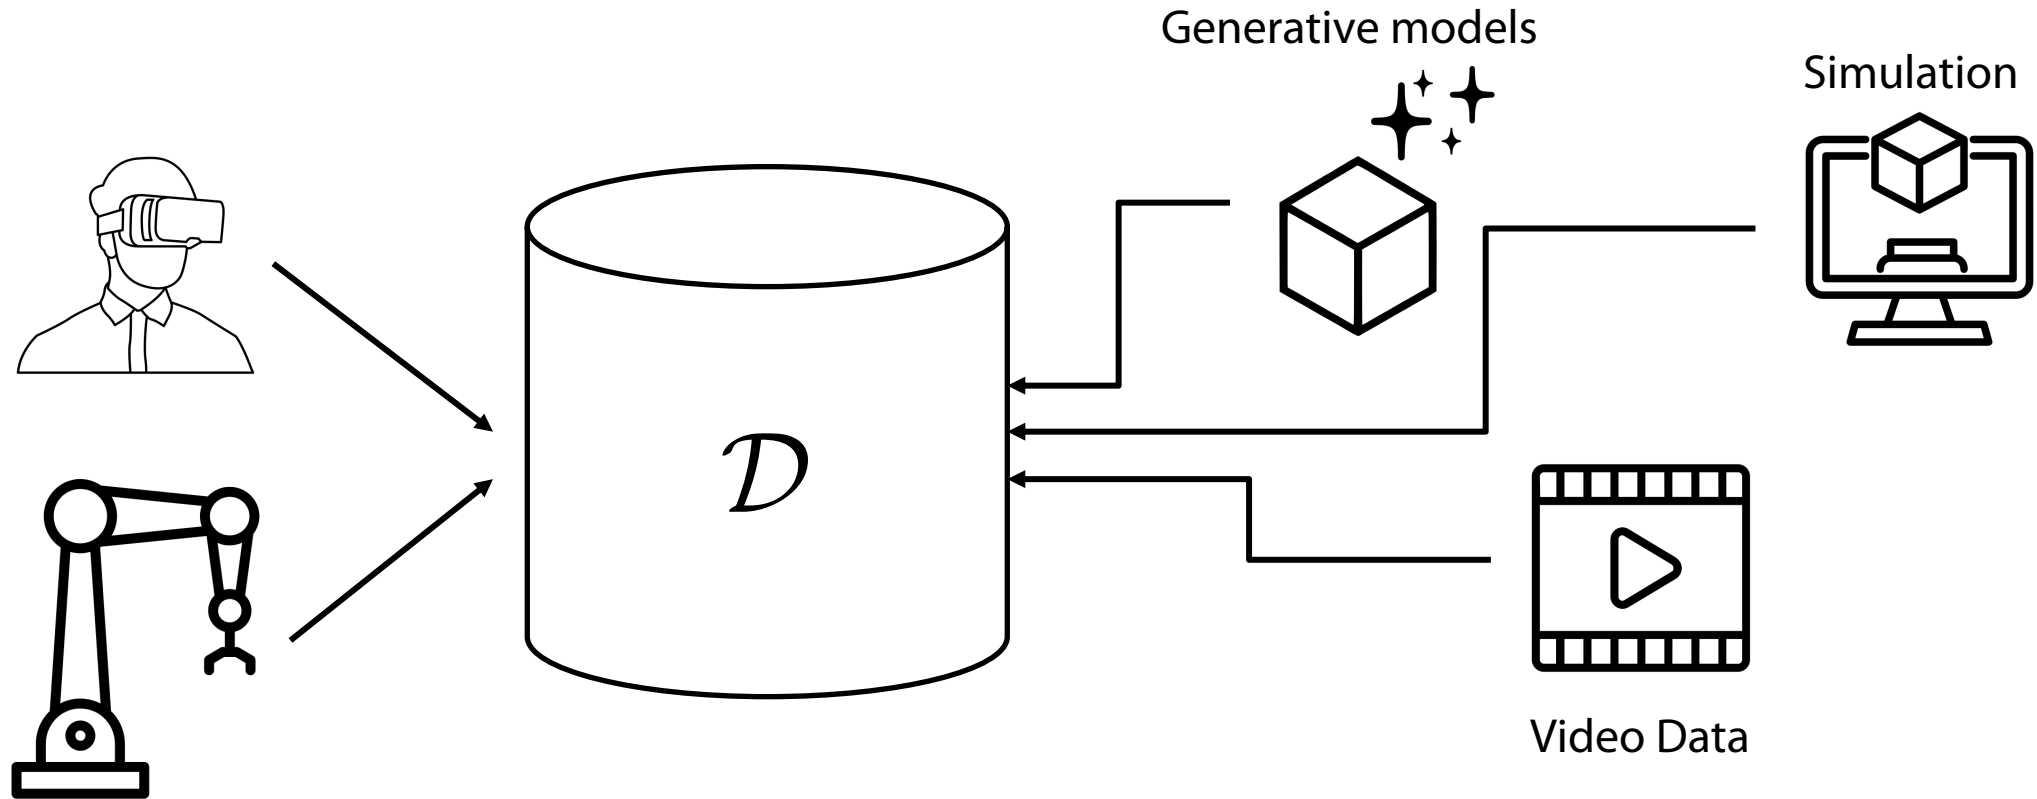 Generative models
Simulation
𝒟
Video Data